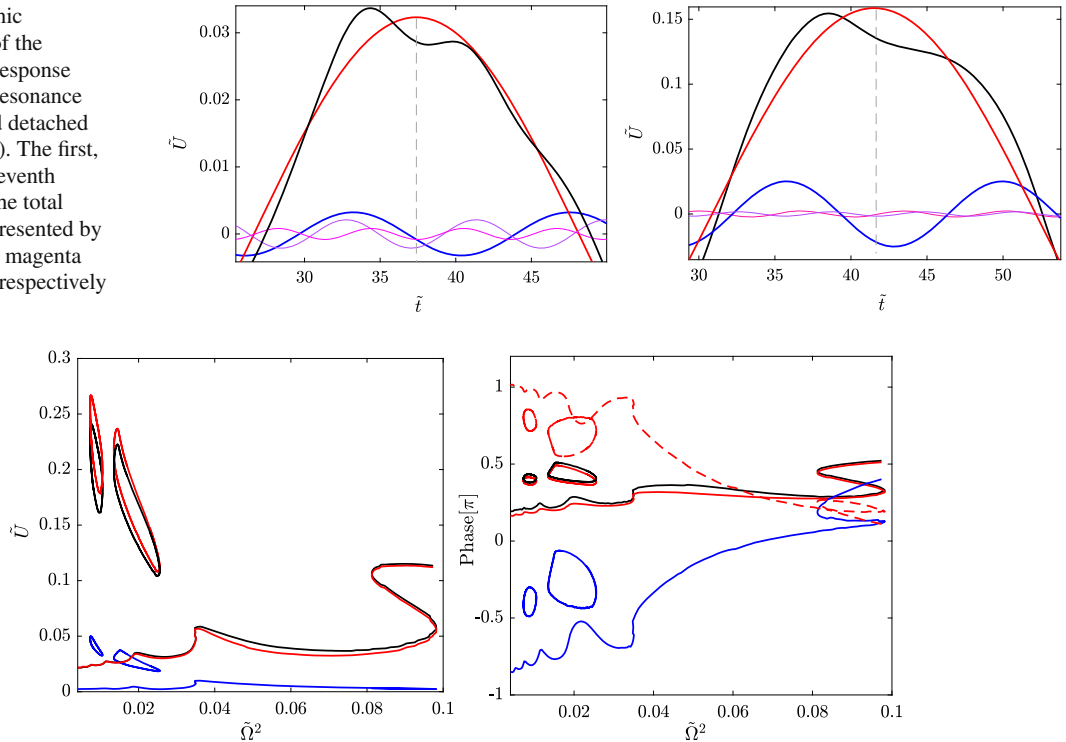 nic
of the
esponse
esonance
d detached
). The first,
eventh
he total
presented by
magenta
respectively
0.03
0.03
0.03
0
30
35
40
45
Ũ
t̃
0.15
0.1
0.05
0
30
35
40
45
50
Ũ
t̃
0.3
0.25
0.2
0.15
0.1
0.05
0
0.02
0.04
0.06
0.08
0.1
Ũ
Ω̃²
1
0.5
0
-0.5
-1
0.02
0.04
0.06
0.08
0.1
Phase[π]
Ω̃²